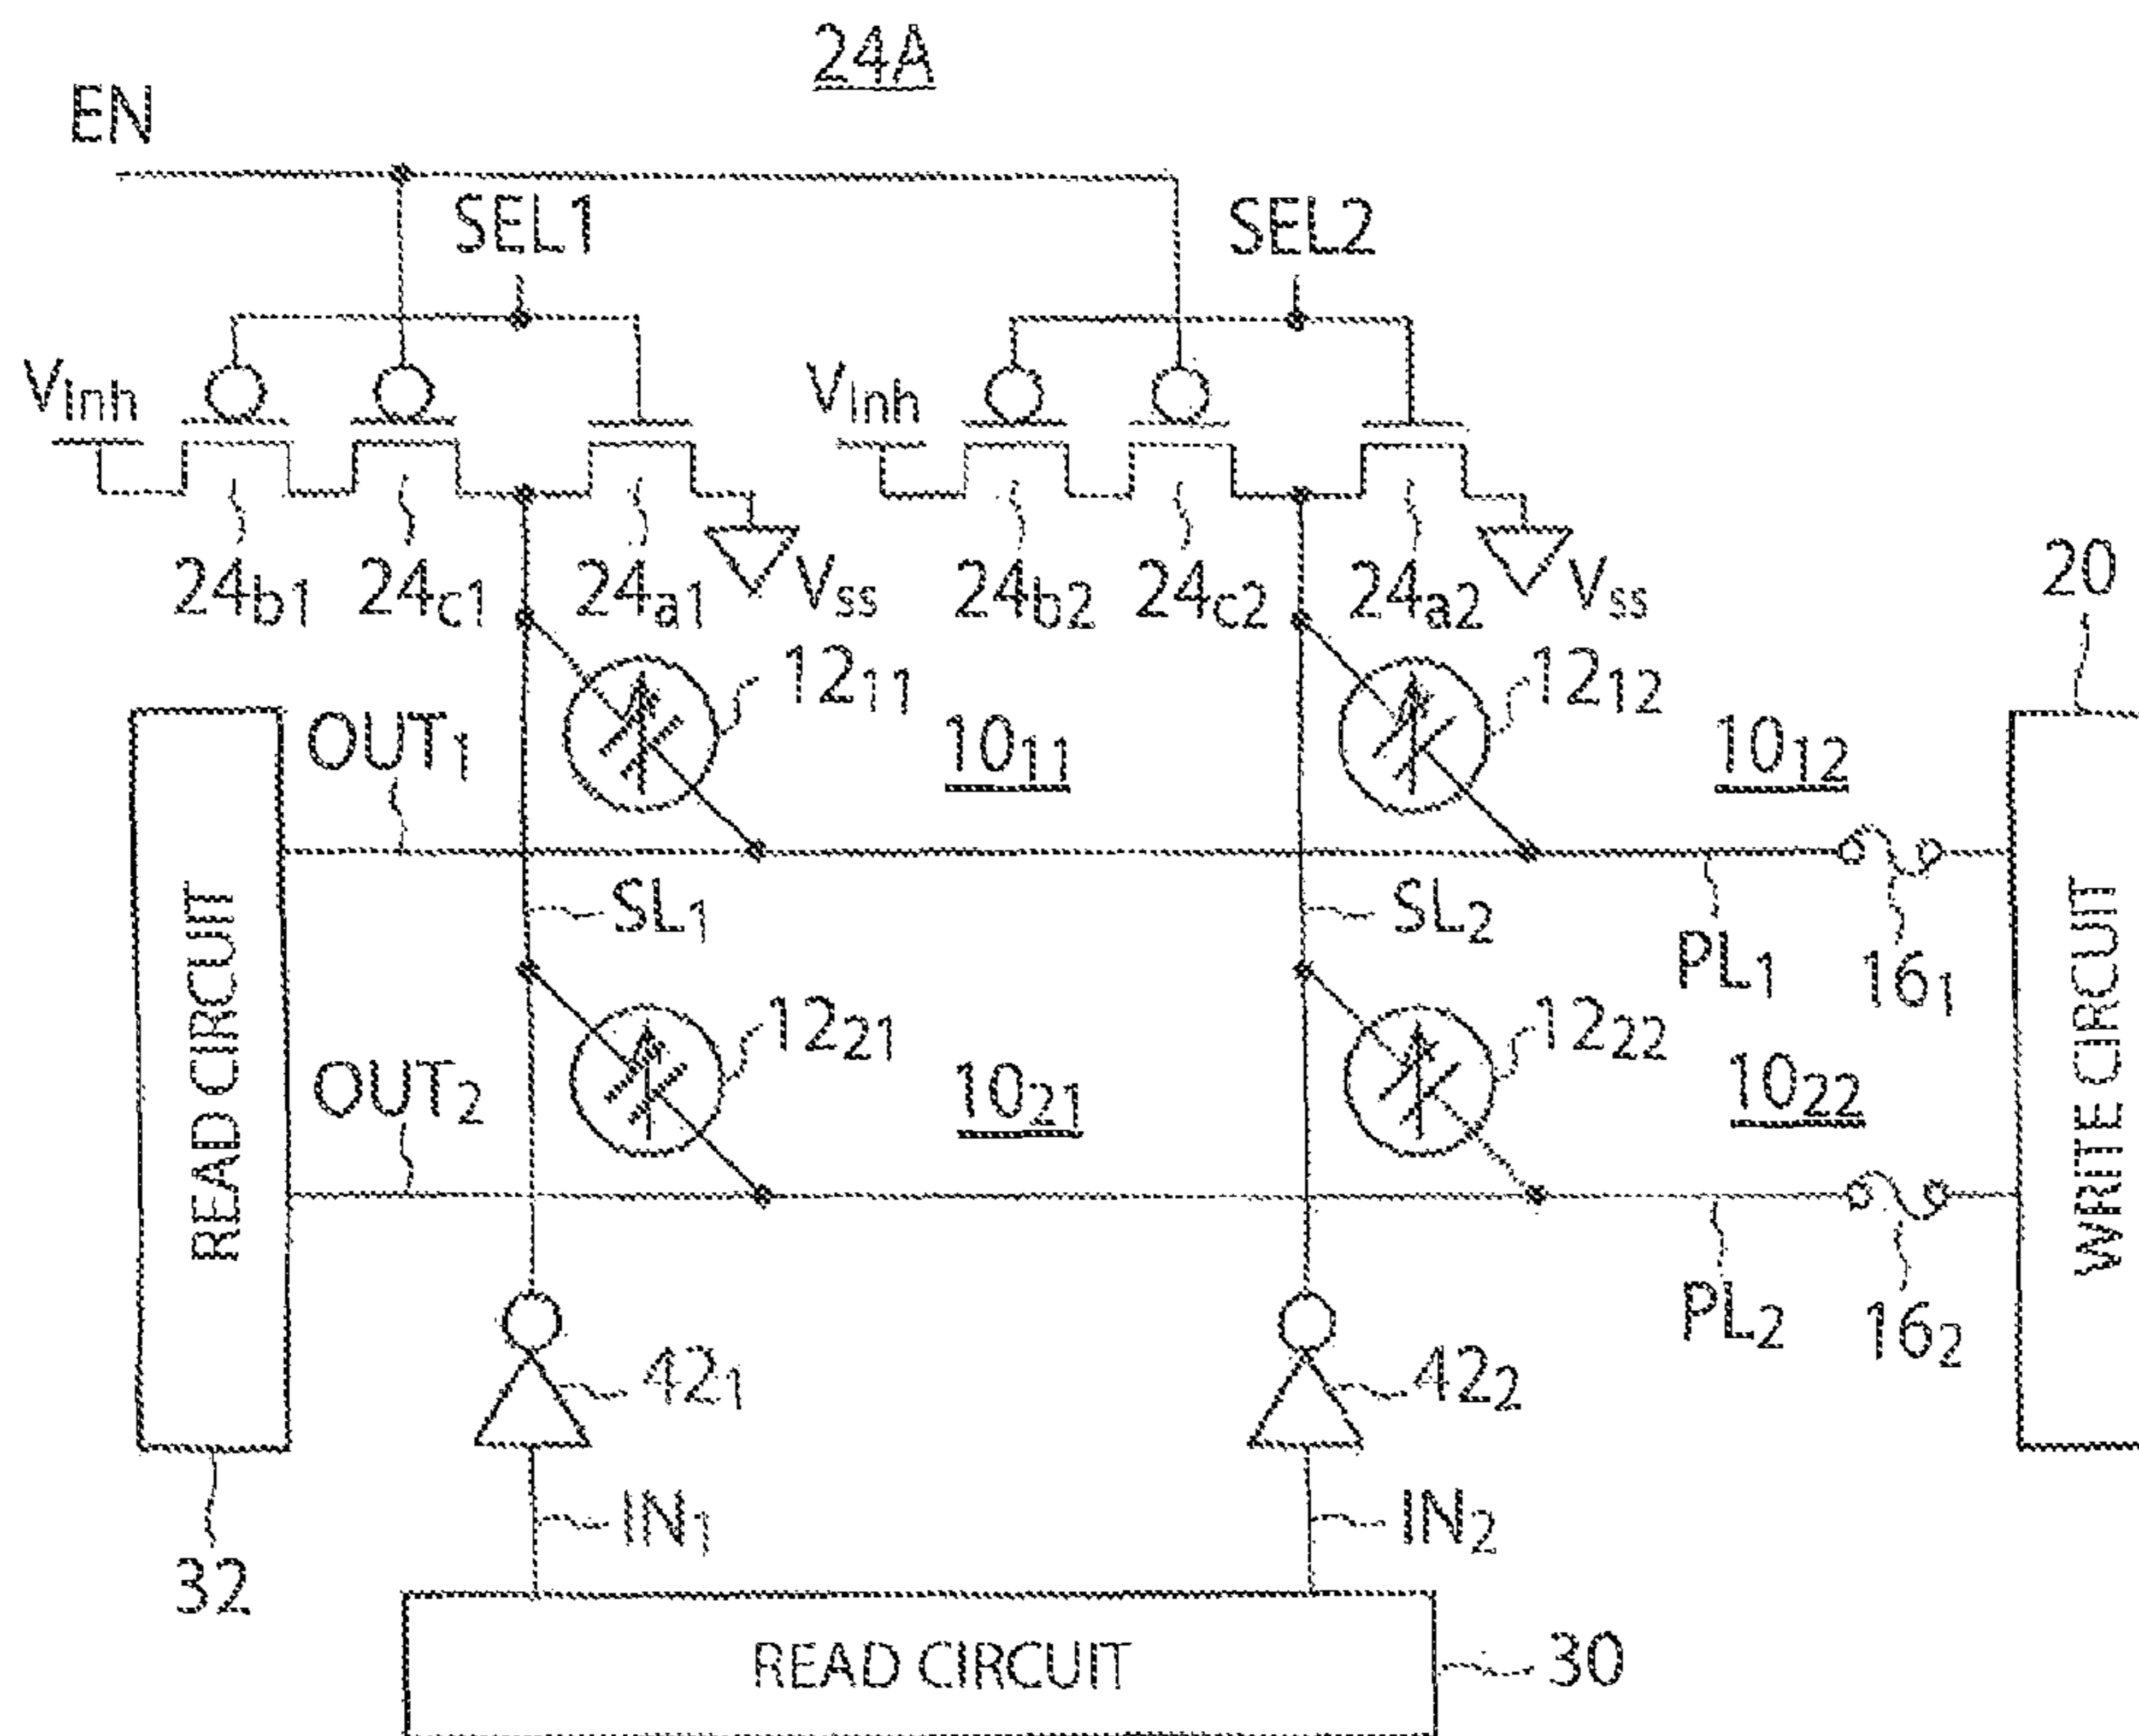 24A
EN
SEL1
SEL2
Vinh
Vinh
24b1
24c1
24a1
Vss
24b2
24c2
24a2
Vss
20
1211
1011
1212
1012
OUT1
READ CIRCUIT
SL1
SL2
PL1
161
WRITE CIRCUIT
1221
1021
1222
1022
OUT2
PL2
162
421
422
IN1
IN2
32
READ CIRCUIT
30